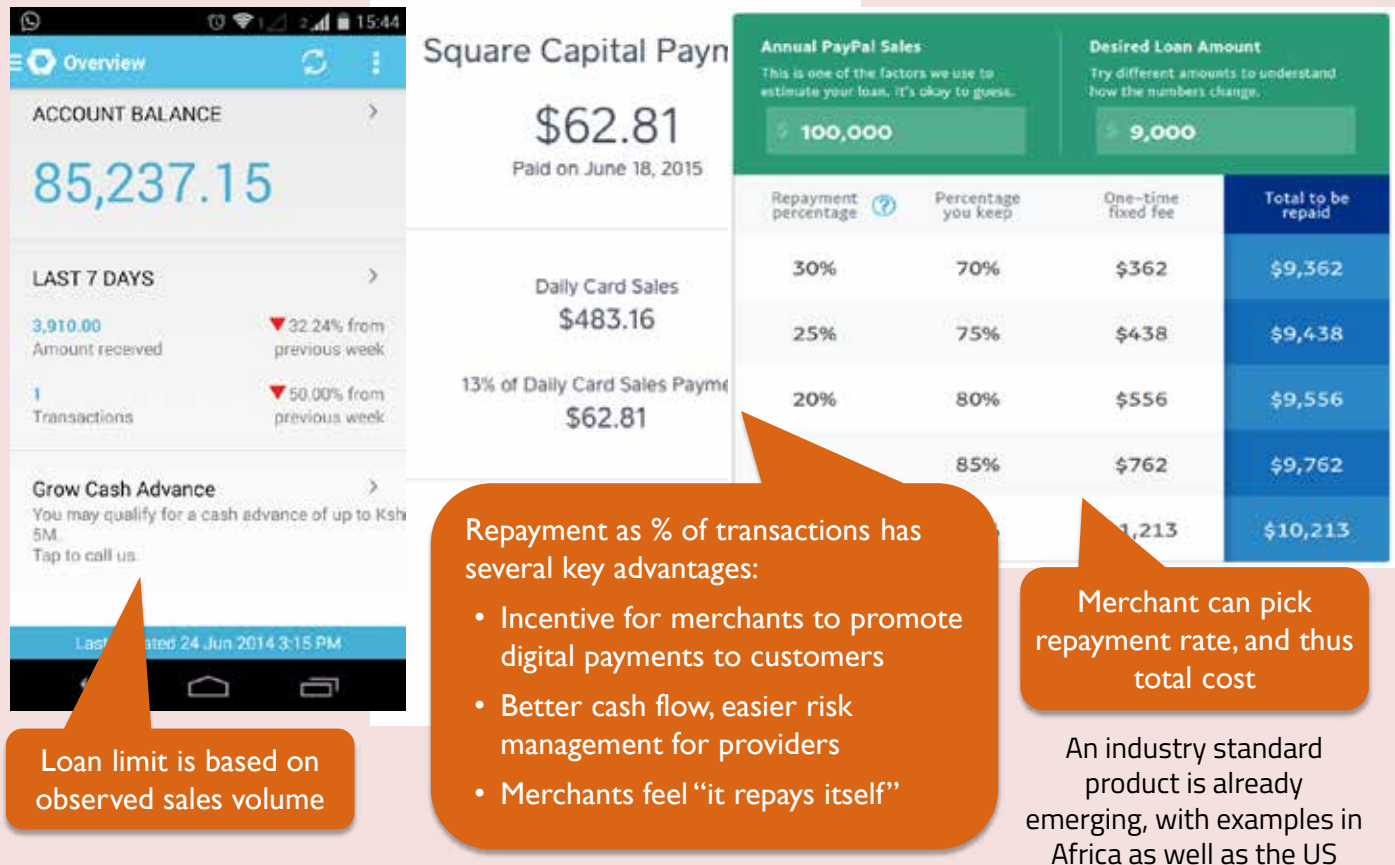 15:44
Overview
ACCOUNT BALANCE
85,237.15
LAST 7 DAYS
3,910.00
Amount received
32.24% from
previous week
1
Transactions
50.00% from
previous week
Grow Cash Advance
You may qualify for a cash advance of up to Ksh
5M.
Tap to call us.
24 Jun 2014 3:15 PM
Loan limit is based on
observed sales volume
Square Capital
$62.81
Paid on June 18, 2015
Daily Card Sales
$483.16
13% of Daily Card Sales
$62.81
Repayment as % of transactions has
several key advantages:
• Incentive for merchants to promote
digital payments to customers
• Better cash flow, easier risk
management for providers
• Merchants feel “it repays itself”
Annual PayPal Sales
This is one of the factors we use to
estimate your loan. It's okay to guess.
$ 100,000
Desired Loan Amount
Try different amounts to understand
how the numbers change.
$ 9,000
Repayment
percentage
Percentage
you keep
One-time
fixed fee
Total to be
repaid
30% 70% $362 $9,362
25% 75% $438 $9,438
20% 80% $556 $9,556
85% $762 $9,762
1,213 $10,213
Merchant can pick
repayment rate, and thus
total cost
An industry standard
product is already
emerging, with examples in
Africa as well as the US